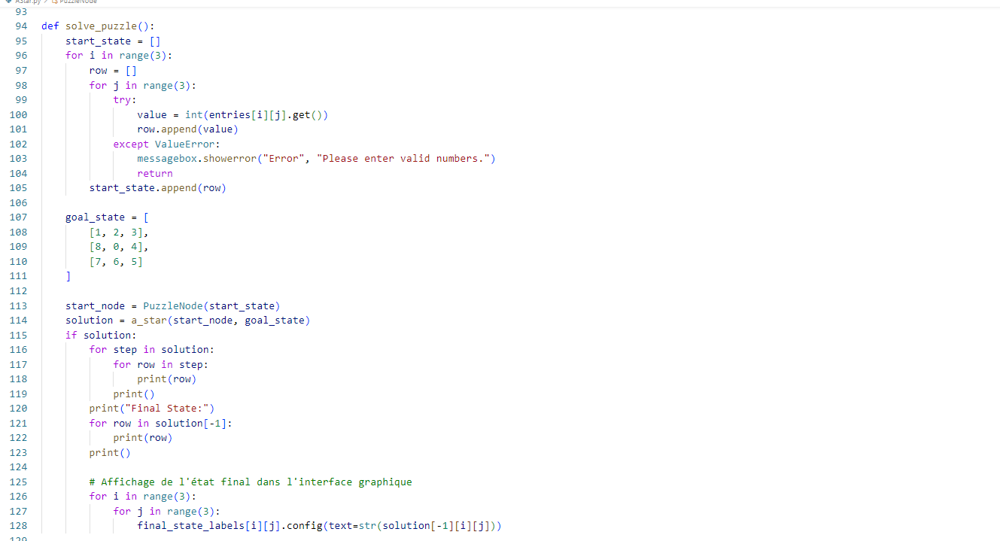 AStar.py > PuzzleNode
93
94 def solve_puzzle():
95     start_state = []
96     for i in range(3):
97         row = []
98         for j in range(3):
99             try:
100                 value = int(entries[i][j].get())
101                 row.append(value)
102             except ValueError:
103                 messagebox.showerror("Error", "Please enter valid numbers.")
104                 return
105         start_state.append(row)
106
107     goal_state = [
108         [1, 2, 3],
109         [8, 0, 4],
110         [7, 6, 5]
111     ]
112
113     start_node = PuzzleNode(start_state)
114     solution = a_star(start_node, goal_state)
115     if solution:
116         for step in solution:
117             for row in step:
118                 print(row)
119             print()
120         print("Final State:")
121         for row in solution[-1]:
122             print(row)
123         print()
124
125         # Affichage de l'état final dans l'interface graphique
126         for i in range(3):
127             for j in range(3):
128                 final_state_labels[i][j].config(text=str(solution[-1][i][j]))
129